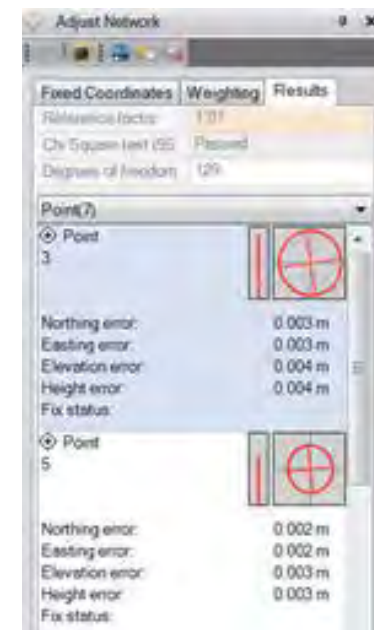 Adjust Network
Fixed Coordinates Weighting Results
Reference factor: 1.01
Chi Square test (95 Passed
Degrees of freedom 129
Point(7)
Point
3
Northing error: 0.003 m
Easting error: 0.003 m
Elevation error: 0.004 m
Height error: 0.004 m
Fix status:
Point
5
Northing error: 0.002 m
Easting error: 0.002 m
Elevation error: 0.003 m
Height error: 0.003 m
Fix status: